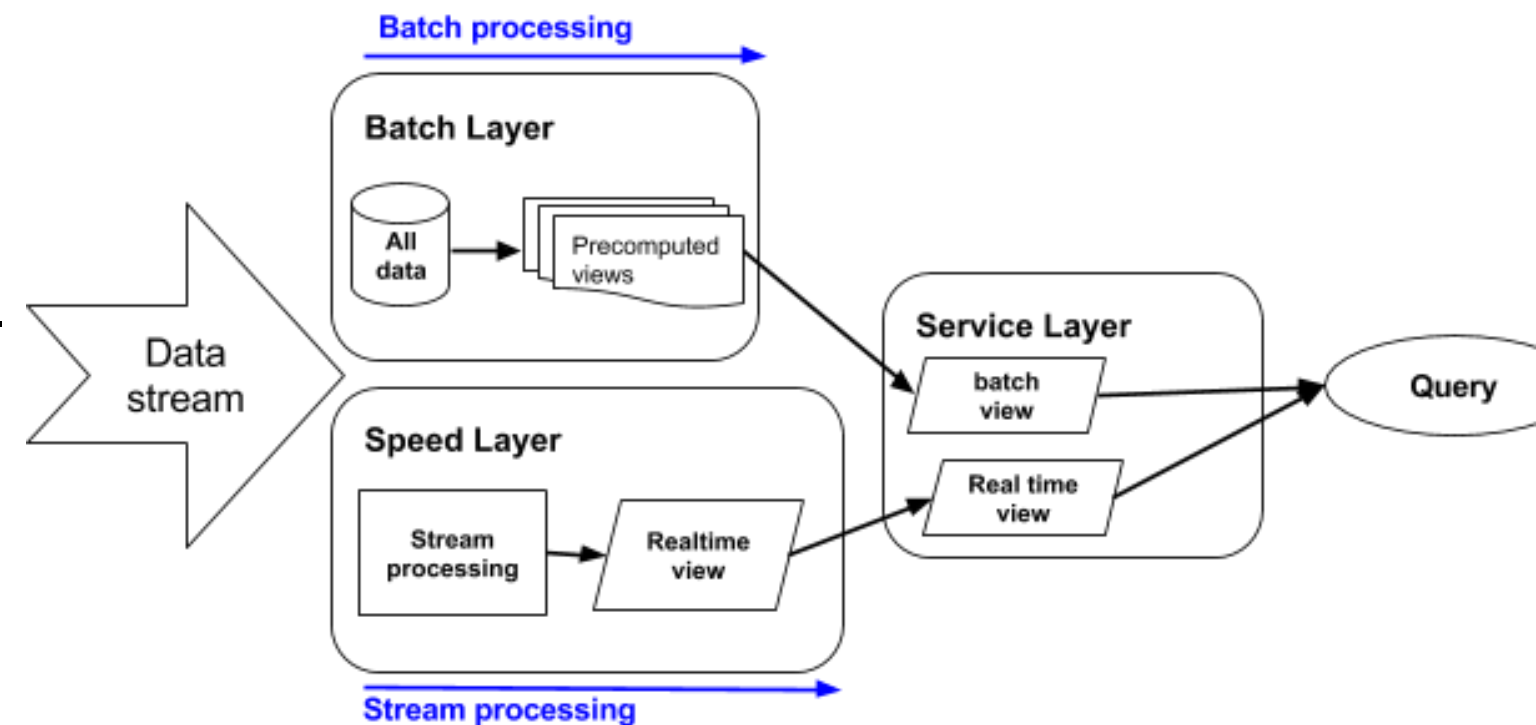 Batch processing
Batch Layer
All
data
Precomputed
views
Data
stream
Service Layer
batch
view
Query
Speed Layer
Real time
view
Stream
processing
Realtime
view
Stream processing